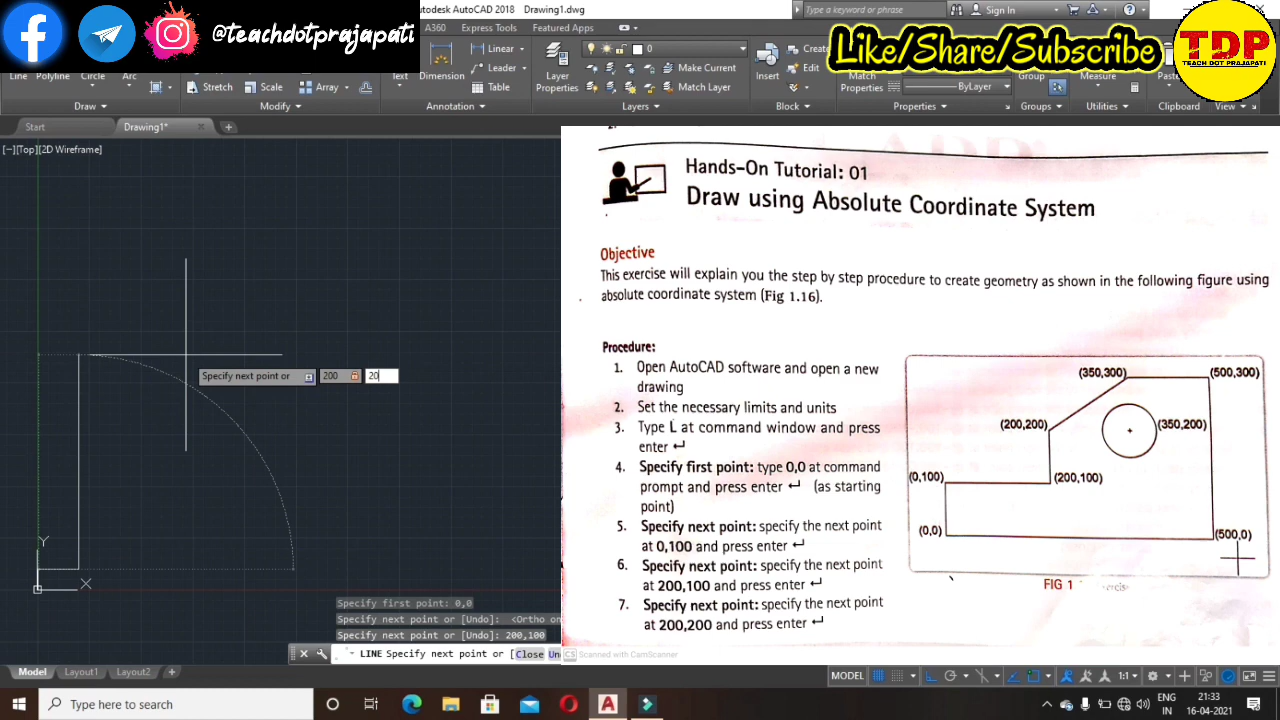 utodesk AutoCAD 2018 Drawing1.dwg
Type a keyword or phrase
Sign In
@teachdotprajapati
Like/Share/Subscribe
TDP
TEACH DOT PRAJAPATI
A360 Express Tools Featured Apps
Linear
Layer
Properties
Table
0
Make Current
Match Layer
Insert
Match
Properties
ByLayer
Group
Measure
Polyline Circle Arc
Stretch Scale Array
Text
Draw Modify Annotation Layers Block Properties Groups Utilities Clipboard View
Start Drawing1*
[−][Top][2D Wireframe]
Specify next point or 200 20
Y
X
Specify first point: 0,0
Specify next point or [Undo]: <Ortho on
Specify next point or [Undo]: 200,100
LINE Specify next point or [Close Un
Hands-On Tutorial: 01
Draw using Absolute Coordinate System
Objective
This exercise will explain you the step by step procedure to create geometry as shown in the following figure using
absolute coordinate system (Fig 1.16).
Procedure:
1. Open AutoCAD software and open a new
drawing
2. Set the necessary limits and units
3. Type L at command window and press
enter ↵
4. Specify first point: type 0,0 at command
prompt and press enter ↵ (as starting
point)
5. Specify next point: specify the next point
at 0,100 and press enter ↵
6. Specify next point: specify the next point
at 200,100 and press enter ↵
7. Specify next point: specify the next point
at 200,200 and press enter ↵
(350,300) (500,300)
(200,200) (350,200)
(0,100) (200,100)
(0,0) (500,0)
FIG 1
CS Scanned with CamScanner
Model Layout1 Layout2
MODEL 1:1
Type here to search
ENG
IN
21:33
16-04-2021